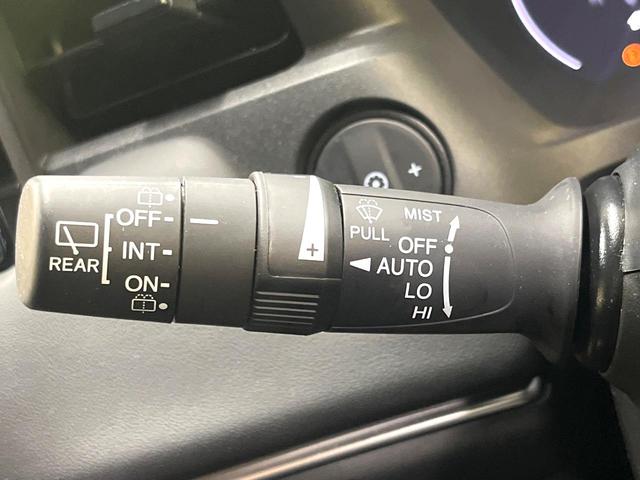 OFF
INT
ON
REAR
+
MIST
PULL
OFF
AUTO
LO
HI
+